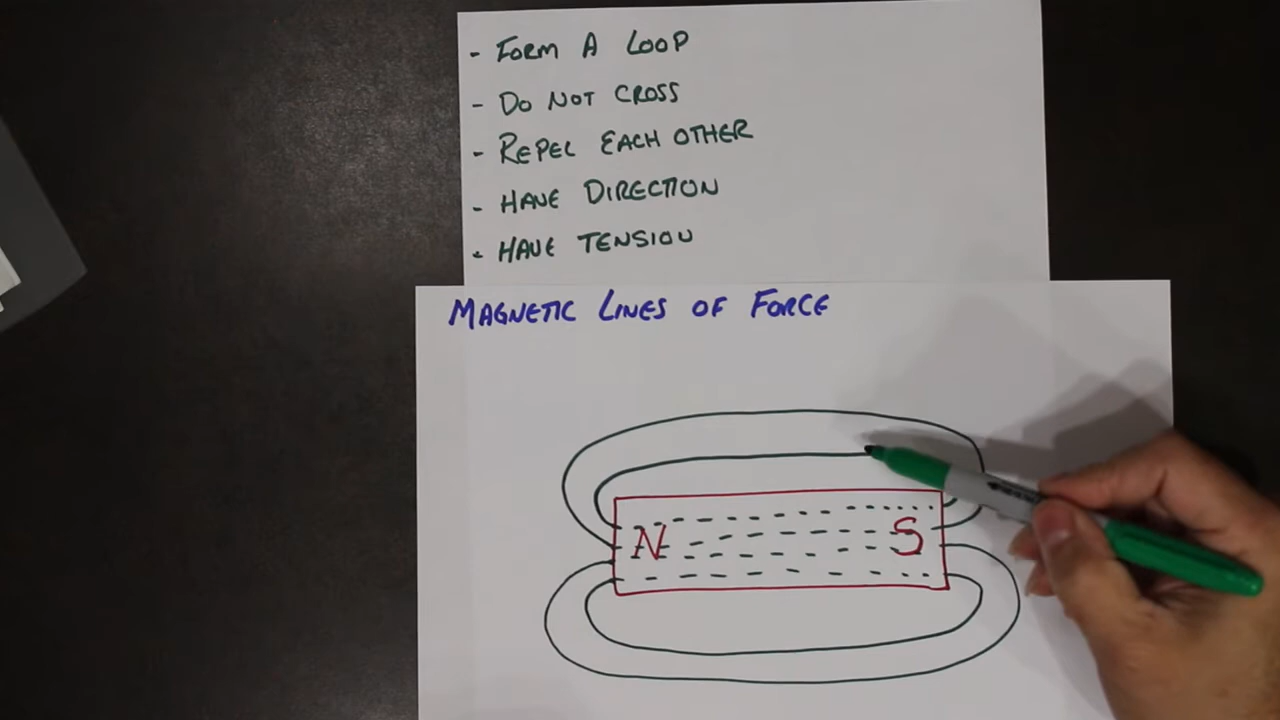 - FORM A LOOP
- DO NOT CROSS
- REPEL EACH OTHER
- HAVE DIRECTION
- HAVE TENSION
MAGNETIC LINES OF FORCE
N S